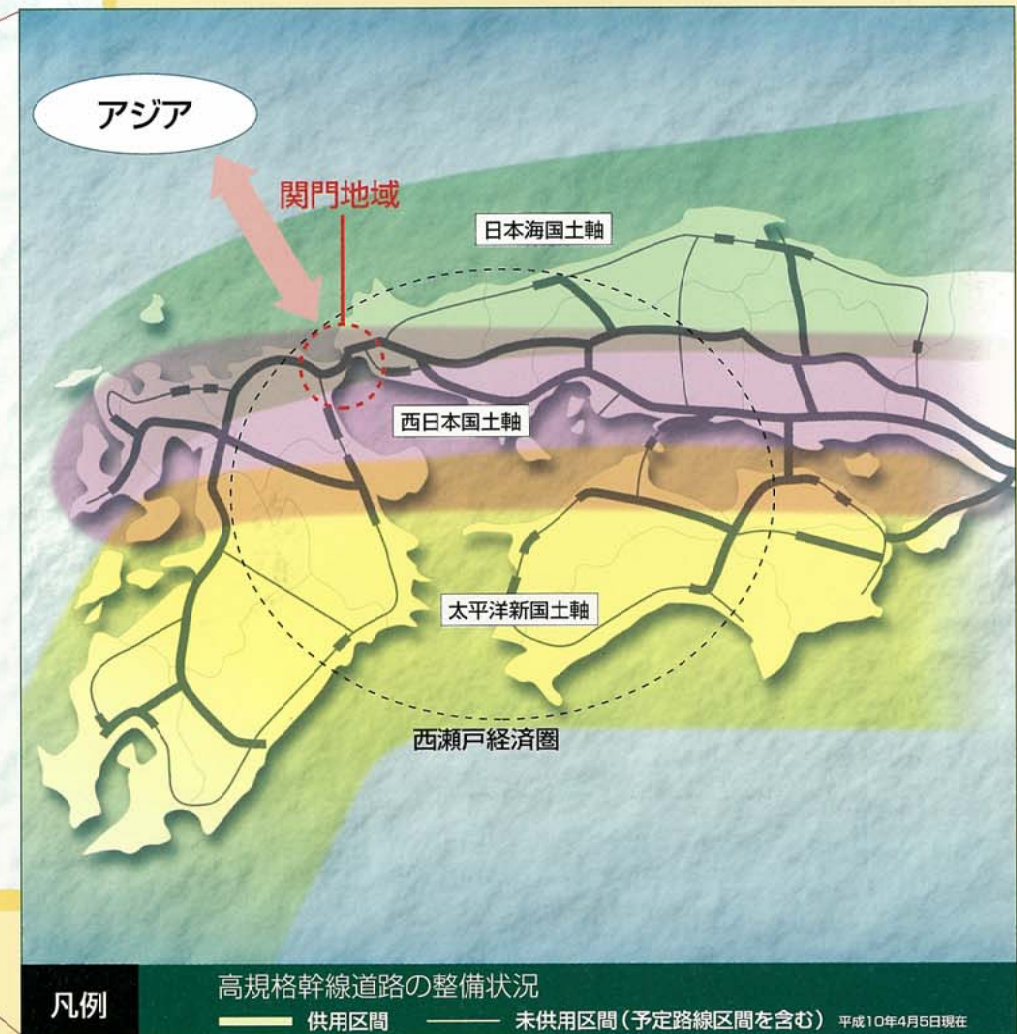 アジア
関門地域
日本海国土軸
西日本国土軸
太平洋新国土軸
西瀬戸経済圏
凡例
高規格幹線道路の整備状況
供用区間
未供用区間(予定路線区間を含む)
平成10年4月5日現在